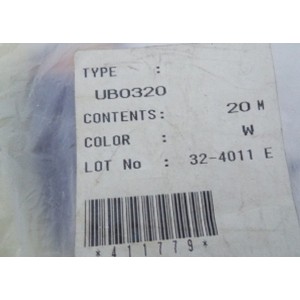 TYPE :
UB0320
CONTENTS: 20 M
COLOR : W
LOT No : 32-4011 E
*411779*